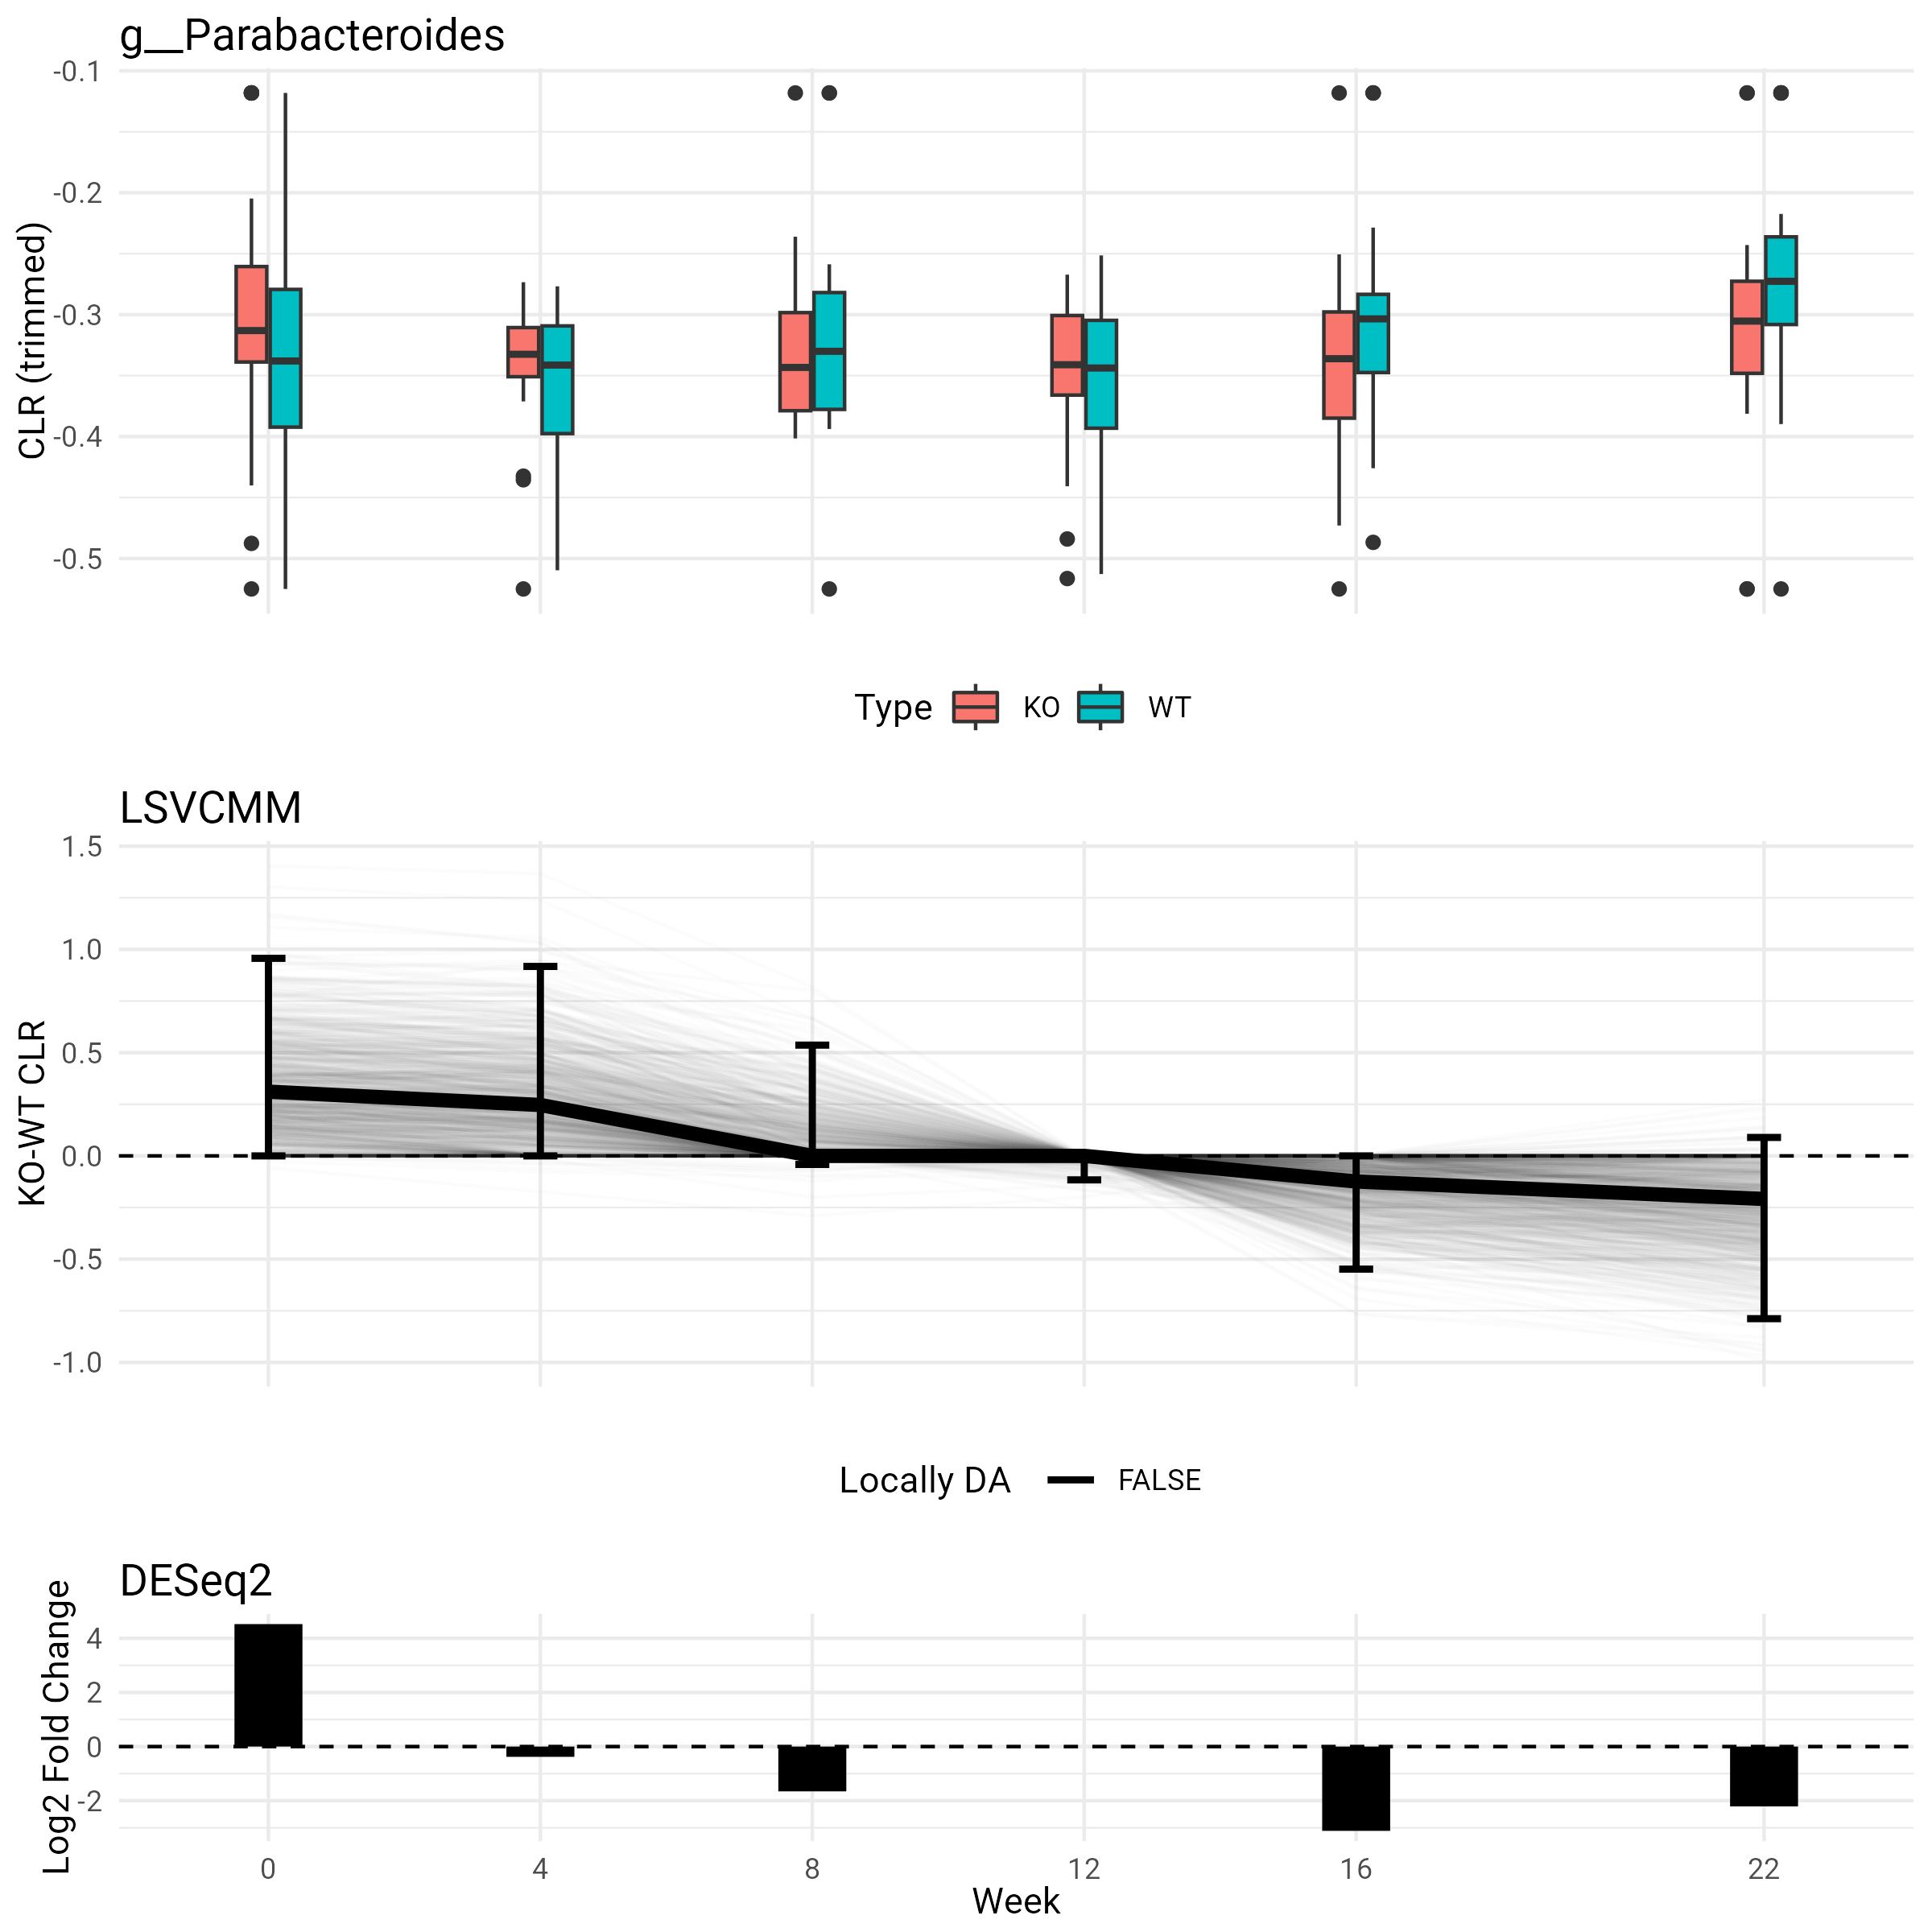 g__Parabacteroides
CLR (trimmed)
-0.1
-0.2
-0.3
-0.4
-0.5
Type KO WT
LSVCMM
KO-WT CLR
1.5
1.0
0.5
0.0
-0.5
-1.0
Locally DA FALSE
DESeq2
Log2 Fold Change
4
2
0
-2
0 4 8 12 16 22
Week